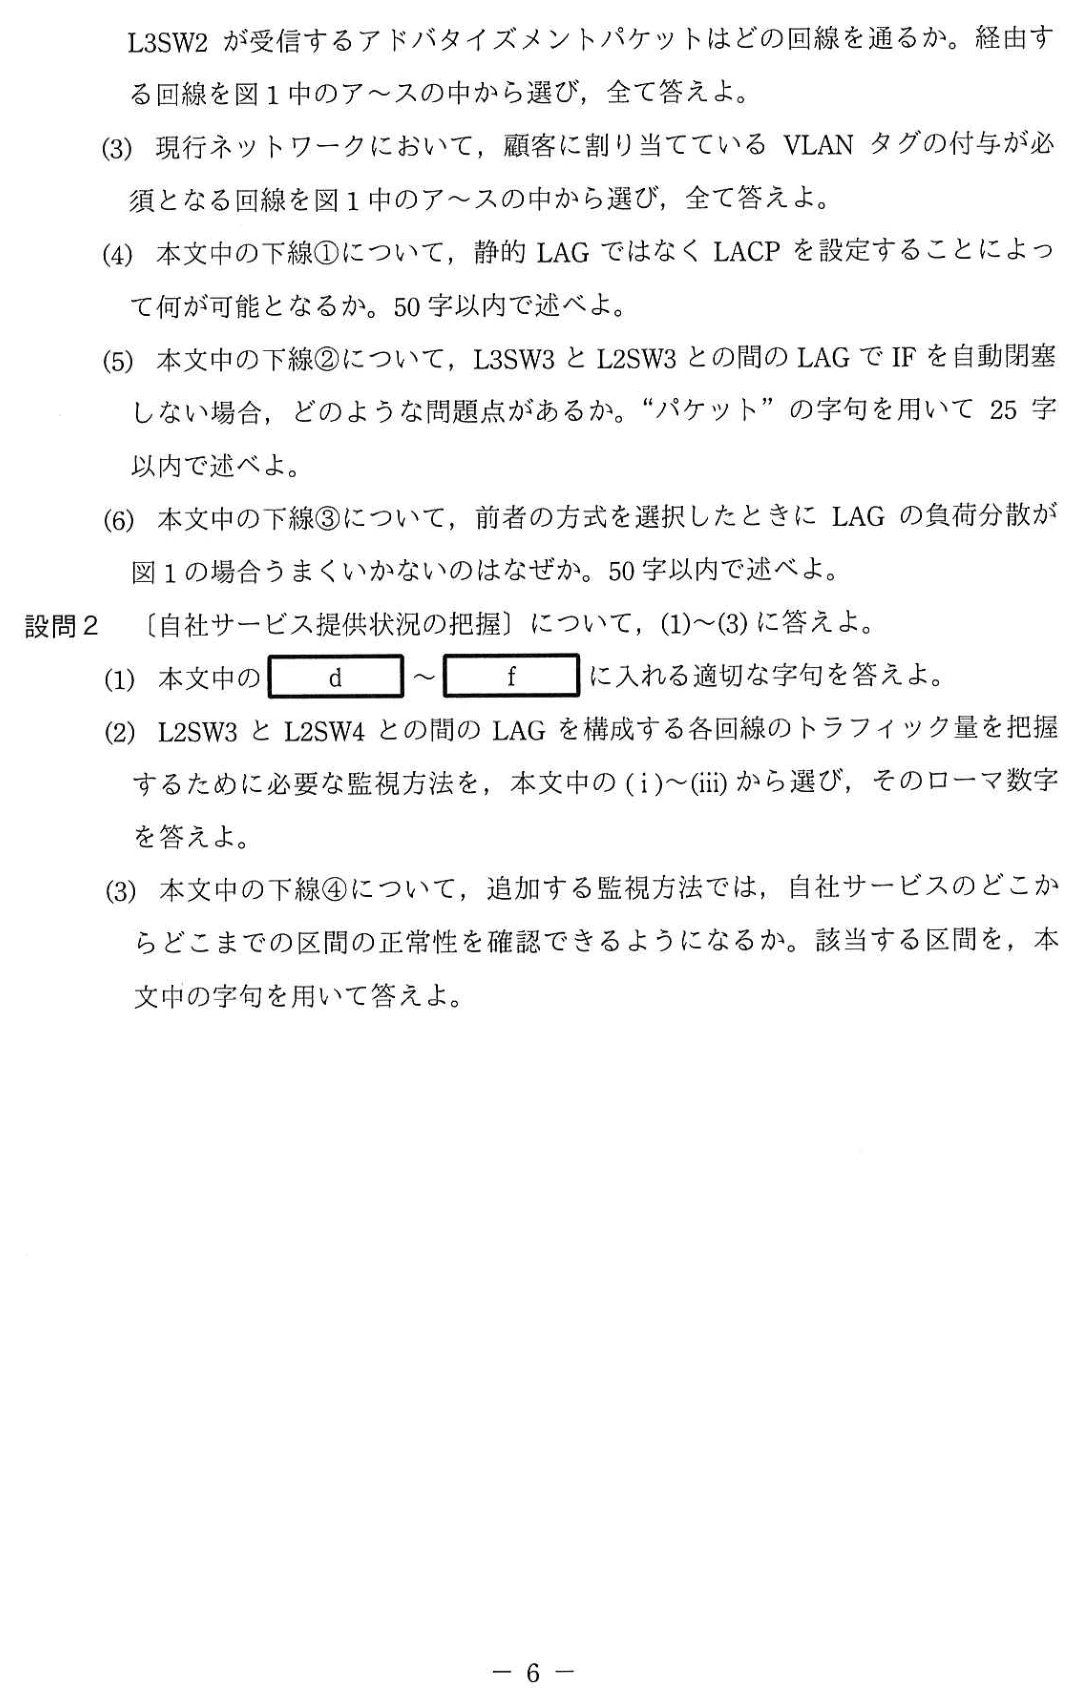 L3SW2 が受信するアドバタイズメントパケットはどの回線を通るか。経由す
る回線を図1中のア～スの中から選び，全て答えよ。
(3) 現行ネットワークにおいて，顧客に割り当てている VLAN タグの付与が必
須となる回線を図1中のア～スの中から選び，全て答えよ。
(4) 本文中の下線①について，静的 LAG ではなく LACP を設定することによっ
て何が可能となるか。50 字以内で述べよ。
(5) 本文中の下線②について，L3SW3 と L2SW3 との間の LAG で IF を自動閉塞
しない場合，どのような問題点があるか。“パケット”の字句を用いて 25 字
以内で述べよ。
(6) 本文中の下線③について，前者の方式を選択したときに LAG の負荷分散が
図1の場合うまくいかないのはなぜか。50 字以内で述べよ。
設問2 〔自社サービス提供状況の把握〕について，(1)～(3) に答えよ。
(1) 本文中の d ～ f に入れる適切な字句を答えよ。
(2) L2SW3 と L2SW4 との間の LAG を構成する各回線のトラフィック量を把握
するために必要な監視方法を，本文中の (ⅰ)～(ⅲ) から選び，そのローマ数字
を答えよ。
(3) 本文中の下線④について，追加する監視方法では，自社サービスのどこか
らどこまでの区間の正常性を確認できるようになるか。該当する区間を，本
文中の字句を用いて答えよ。
－ 6 －